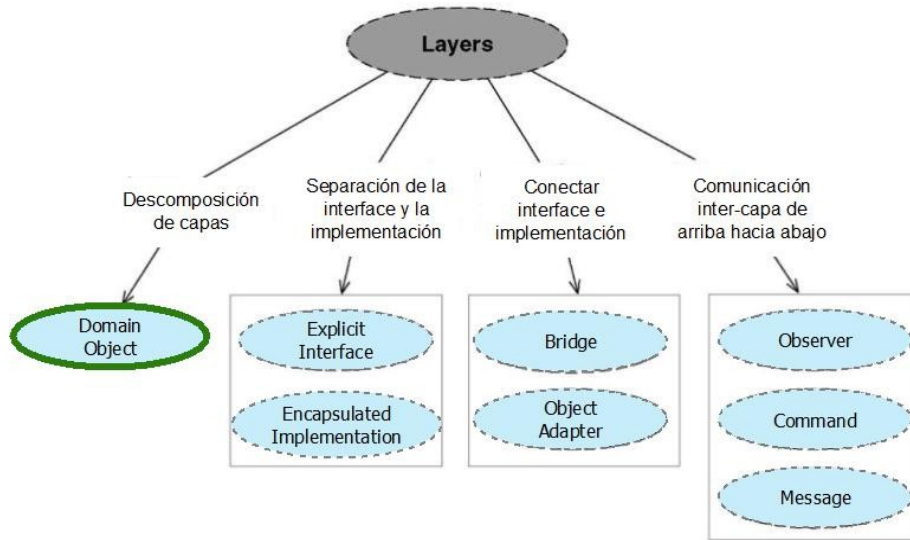 Layers
Descomposición
de capas
Separación de la
interface y la
implementación
Conectar
interface e
implementación
Comunicación
inter-capa de
arriba hacia abajo
Domain
Object
Explicit
Interface
Encapsulated
Implementation
Bridge
Object
Adapter
Observer
Command
Message